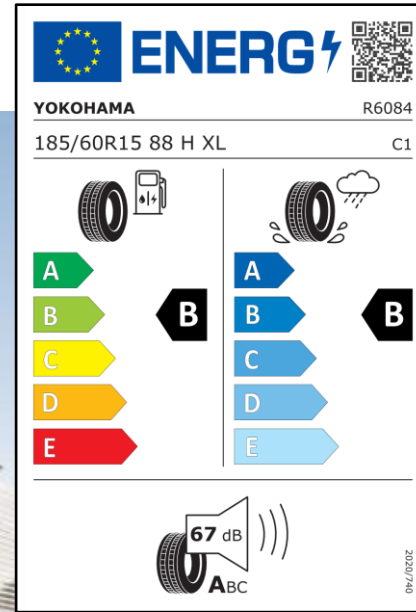 ENERG
YOKOHAMA R6084
185/60R15 88 H XL C1
A A
B B B B
C C
D D
E E
67 dB
ABC
2020/740